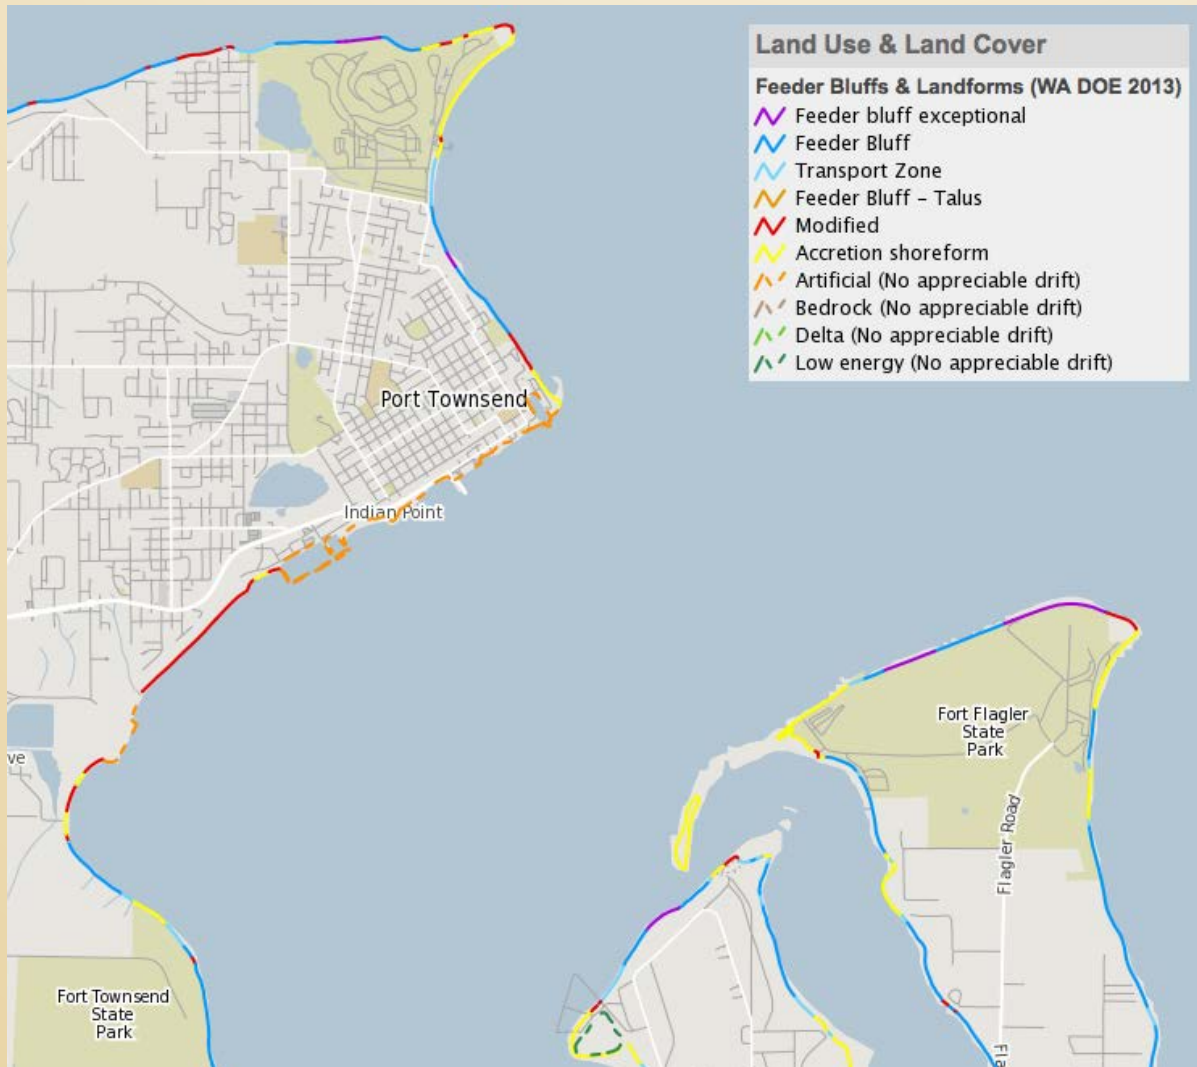 Land Use & Land Cover
Feeder Bluffs & Landforms (WA DOE 2013)
Feeder bluff exceptional
Feeder Bluff
Transport Zone
Feeder Bluff – Talus
Modified
Accretion shoreform
Artificial (No appreciable drift)
Bedrock (No appreciable drift)
Delta (No appreciable drift)
Low energy (No appreciable drift)
Port Townsend
Indian Point
Fort Flagler
State
Park
ve
Flagler Road
Fort Townsend
State
Park
Fla